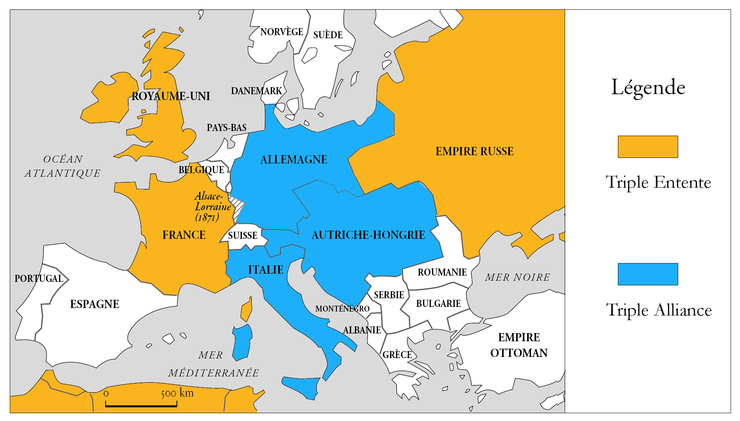 NORVÈGE
SUÈDE
DANEMARK
ROYAUME-UNI
PAYS-BAS
OCÉAN
ATLANTIQUE
BELGIQUE
ALLEMAGNE
EMPIRE RUSSE
Alsace-
Lorraine
(1871)
FRANCE
SUISSE
AUTRICHE-HONGRIE
ITALIE
ROUMANIE
MER NOIRE
PORTUGAL
ESPAGNE
SERBIE
BULGARIE
MONTÉNÉGRO
ALBANIE
GRÈCE
EMPIRE
OTTOMAN
MER
MÉDITERRANÉE
0 500 km
Légende
Triple Entente
Triple Alliance